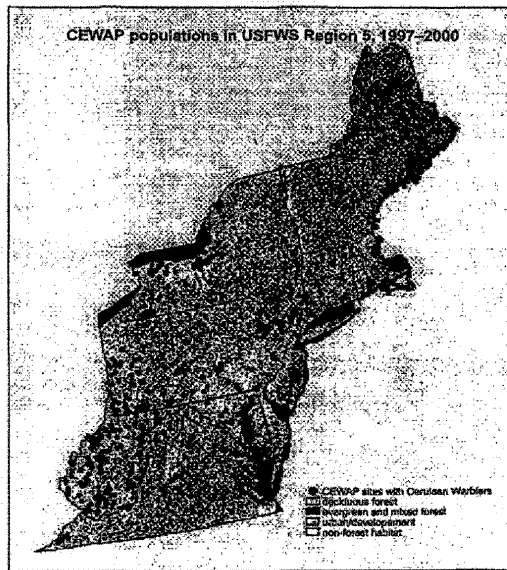 CEWAP populations in USFWS Region 5, 1997–2000
CEWAP sites with Cerulean Warblers
deciduous forest
evergreen and mixed forest
urban/developement
non-forest habitat